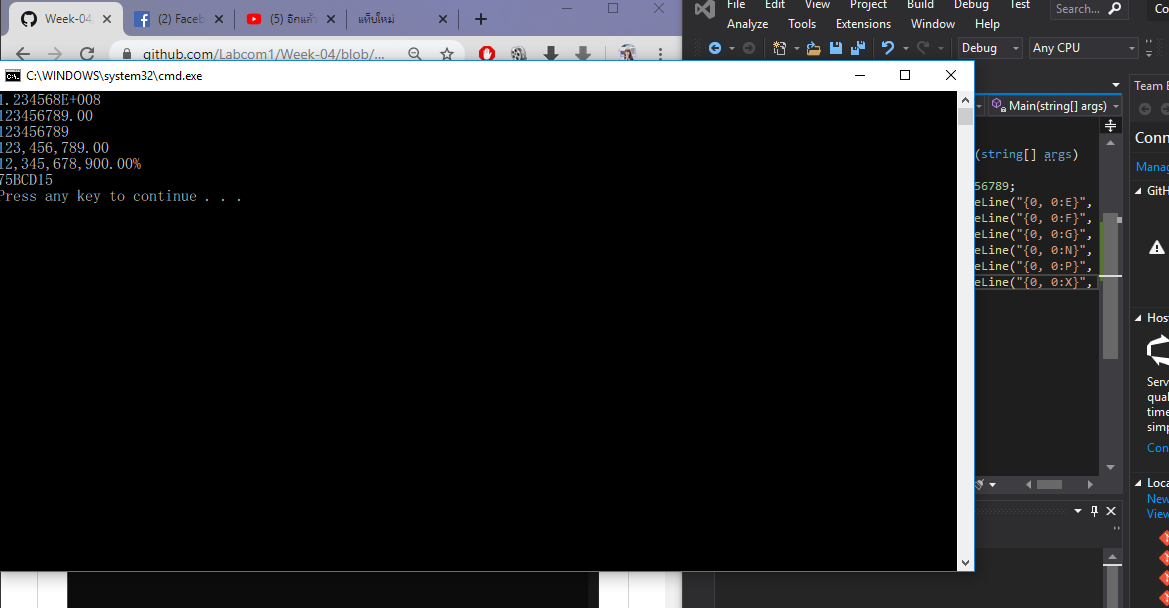 Week-04
(2) Faceb
(5) อิกแล้ว
แท็บใหม่
github.com/Labcom1/Week-04/blob/...
File Edit View Project Build Debug Test
Analyze Tools Extensions Window Help
Search...
Co
Debug
Any CPU
C:\WINDOWS\system32\cmd.exe
1.234568E+008
123456789.00
123456789
123,456,789.00
12,345,678,900.00%
75BCD15
Press any key to continue . . .
Main(string[] args)
(string[] args)
56789;
eLine("{0, 0:E}",
eLine("{0, 0:F}",
eLine("{0, 0:G}",
eLine("{0, 0:N}",
eLine("{0, 0:P}",
eLine("{0, 0:X}",
Team E
Conn
Manag
GitH
Host
Serv
qual
time
simp
Con
Loca
New
View